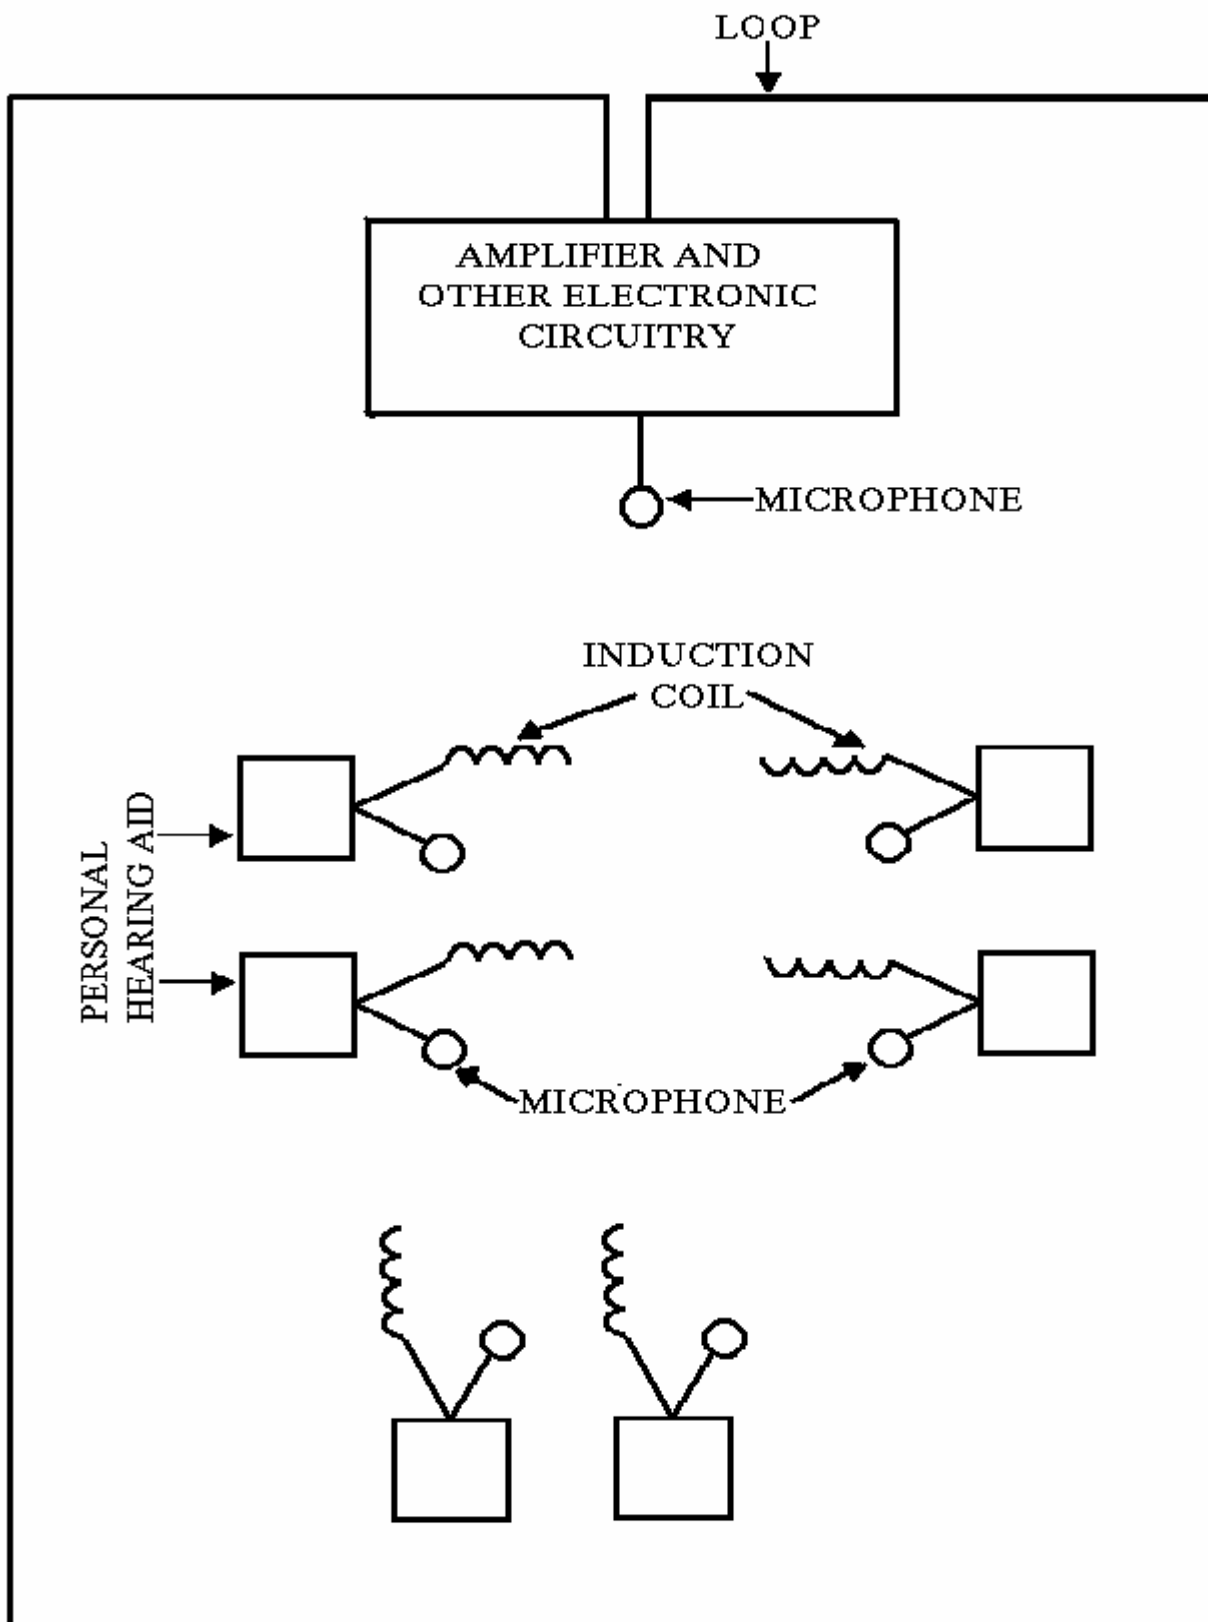 LOOP
AMPLIFIER AND
OTHER ELECTRONIC
CIRCUITRY
MICROPHONE
INDUCTION
COIL
PERSONAL
HEARING AID
MICROPHONE